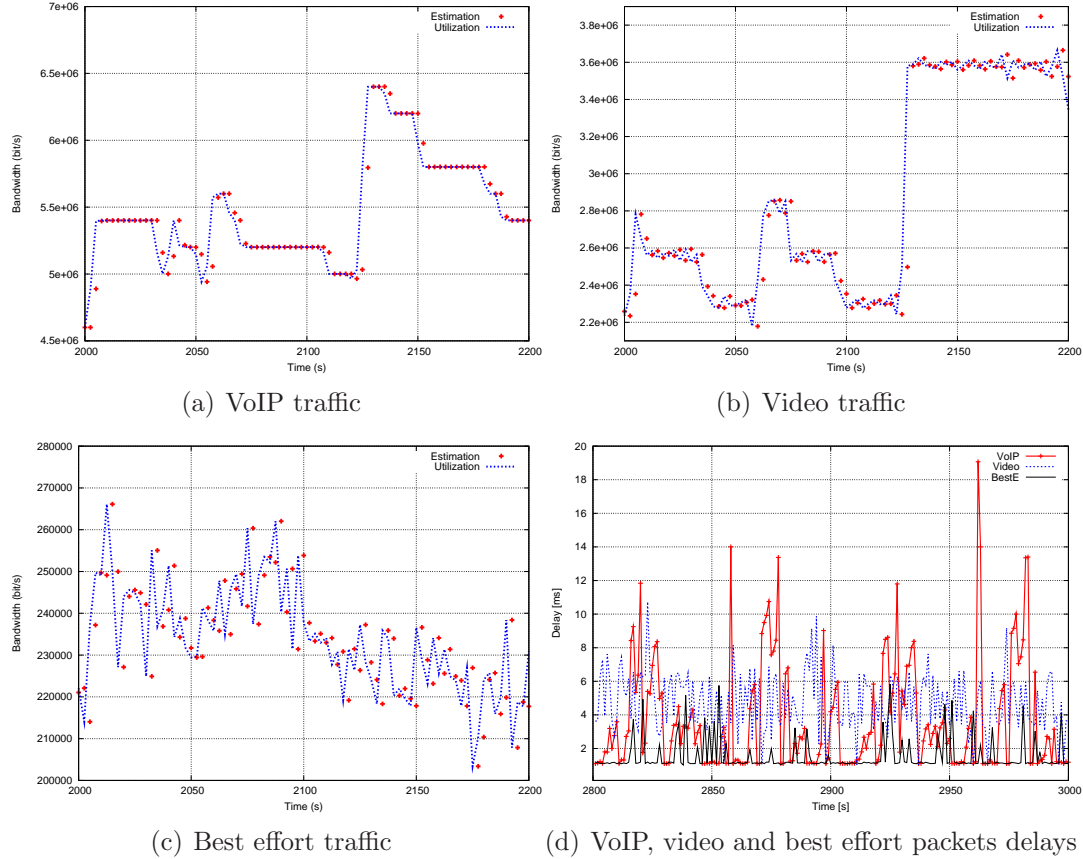 7e+06
6.5e+06
6e+06
5.5e+06
5e+06
4.5e+06
2000 2050 2100 2150 2200
Bandwidth (bit/s)
Time (s)
Estimation
Utilization
(a) VoIP traffic
3.8e+06
3.6e+06
3.4e+06
3.2e+06
3e+06
2.8e+06
2.6e+06
2.4e+06
2.2e+06
2000 2050 2100 2150 2200
Bandwidth (bit/s)
Time (s)
Estimation
Utilization
(b) Video traffic
280000
270000
260000
250000
240000
230000
220000
210000
200000
2000 2050 2100 2150 2200
Bandwidth (bit/s)
Time (s)
Estimation
Utilization
(c) Best effort traffic
20
18
16
14
12
10
8
6
4
2
2800 2850 2900 2950 3000
Delay [ms]
Time [s]
VoIP
Video
BestE
(d) VoIP, video and best effort packets delays